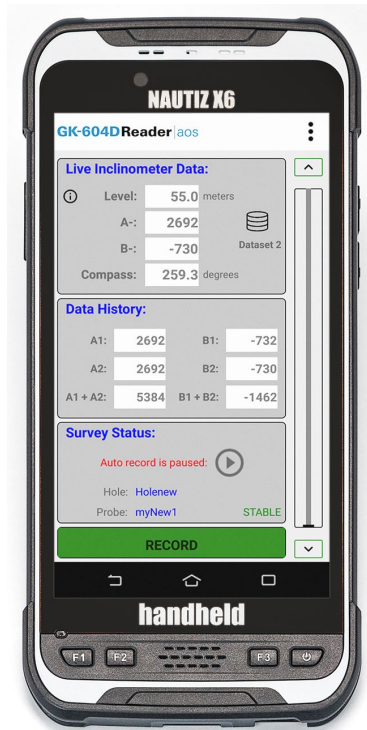 NAUTIZ X6
GK-604DReader|aos
Live Inclinometer Data:
Level: 55.0 meters
A-: 2692
B-: -730
Dataset 2
Compass: 259.3 degrees
Data History:
A1: 2692 B1: -732
A2: 2692 B2: -730
A1 + A2: 5384 B1 + B2: -1462
Survey Status:
Auto record is paused:
Hole: Holenew
Probe: myNew1 STABLE
RECORD
handheld
F1 F2 F3